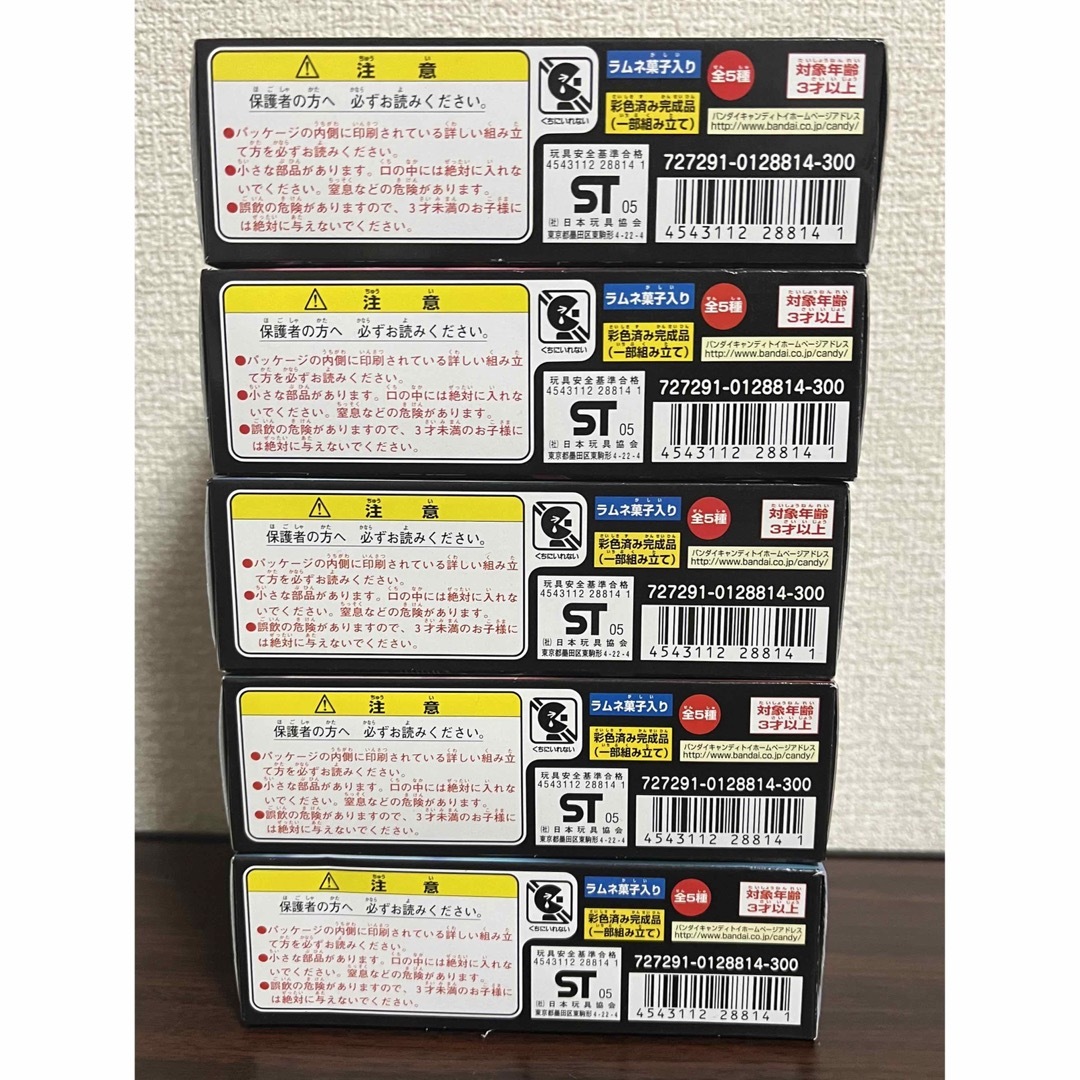 注 意
保護者の方へ 必ずお読みください。
●パッケージの内側に印刷されている詳しい組み立
て方を必ずお読みください。
●小さな部品があります。口の中には絶対に入れな
いでください。窒息などの危険があります。
●誤飲の危険がありますので、3才未満のお子様に
は絶対に与えないでください。
くちにいれない
ラムネ菓子入り
全5種
対象年齢
3才以上
彩色済み完成品
(一部組み立て)
バンダイキャンディトイホームページアドレス
http://www.bandai.co.jp/candy/
玩具安全基準合格
4543112 28814 1
ST 05
(社)日本玩具協会
東京都墨田区東駒形4-22-4
727291-0128814-300
4543112 288141
注 意
保護者の方へ 必ずお読みください。
●パッケージの内側に印刷されている詳しい組み立
て方を必ずお読みください。
●小さな部品があります。口の中には絶対に入れな
いでください。窒息などの危険があります。
●誤飲の危険がありますので、3才未満のお子様に
は絶対に与えないでください。
くちにいれない
ラムネ菓子入り
全5種
対象年齢
3才以上
彩色済み完成品
(一部組み立て)
バンダイキャンディトイホームページアドレス
http://www.bandai.co.jp/candy/
玩具安全基準合格
4543112 28814 1
ST 05
(社)日本玩具協会
東京都墨田区東駒形4-22-4
727291-0128814-300
4543112 288141
注 意
保護者の方へ 必ずお読みください。
●パッケージの内側に印刷されている詳しい組み立
て方を必ずお読みください。
●小さな部品があります。口の中には絶対に入れな
いでください。窒息などの危険があります。
●誤飲の危険がありますので、3才未満のお子様に
は絶対に与えないでください。
くちにいれない
ラムネ菓子入り
全5種
対象年齢
3才以上
彩色済み完成品
(一部組み立て)
バンダイキャンディトイホームページアドレス
http://www.bandai.co.jp/candy/
玩具安全基準合格
4543112 28814 1
ST 05
(社)日本玩具協会
東京都墨田区東駒形4-22-4
727291-0128814-300
4543112 288141
注 意
保護者の方へ 必ずお読みください。
●パッケージの内側に印刷されている詳しい組み立
て方を必ずお読みください。
●小さな部品があります。口の中には絶対に入れな
いでください。窒息などの危険があります。
●誤飲の危険がありますので、3才未満のお子様に
は絶対に与えないでください。
くちにいれない
ラムネ菓子入り
全5種
対象年齢
3才以上
彩色済み完成品
(一部組み立て)
バンダイキャンディトイホームページアドレス
http://www.bandai.co.jp/candy/
玩具安全基準合格
4543112 28814 1
ST 05
(社)日本玩具協会
東京都墨田区東駒形4-22-4
727291-0128814-300
4543112 288141
注 意
保護者の方へ 必ずお読みください。
●パッケージの内側に印刷されている詳しい組み立
て方を必ずお読みください。
●小さな部品があります。口の中には絶対に入れな
いでください。窒息などの危険があります。
●誤飲の危険がありますので、3才未満のお子様に
は絶対に与えないでください。
くちにいれない
ラムネ菓子入り
全5種
対象年齢
3才以上
彩色済み完成品
(一部組み立て)
バンダイキャンディトイホームページアドレス
http://www.bandai.co.jp/candy/
玩具安全基準合格
4543112 28814 1
ST 05
(社)日本玩具協会
東京都墨田区東駒形4-22-4
727291-0128814-300
4543112 288141